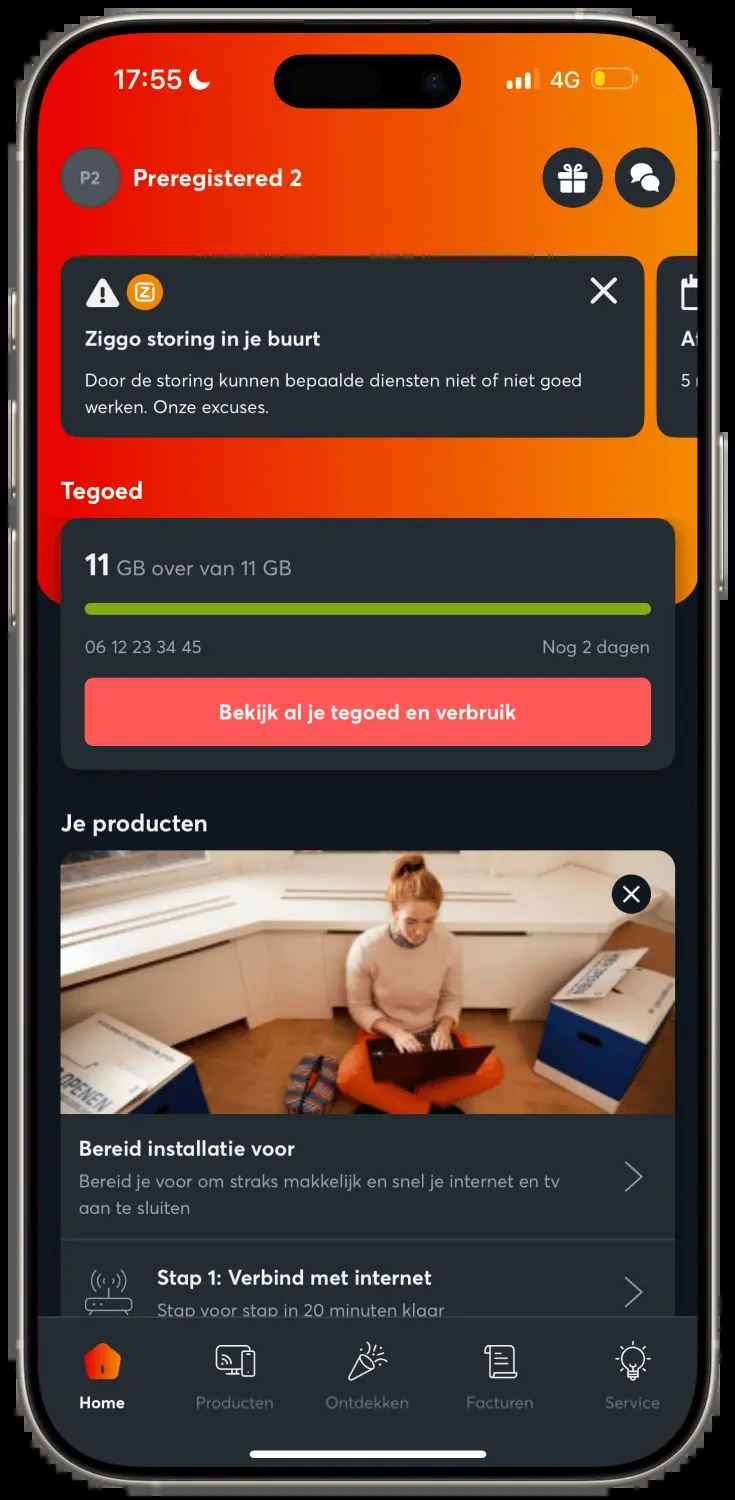 17:55
4G
P2
Preregistered 2
Z
Ziggo storing in je buurt
Door de storing kunnen bepaalde diensten niet of niet goed
werken. Onze excuses.
5
Tegoed
11 GB over van 11 GB
06 12 23 34 45
Nog 2 dagen
Bekijk al je tegoed en verbruik
Je producten
OPENEN
Bereid installatie voor
Bereid je voor om straks makkelijk en snel je internet en tv
aan te sluiten
Stap 1: Verbind met internet
Stap voor stap in 20 minuten klaar
Home
Producten
Ontdekken
Facturen
Service